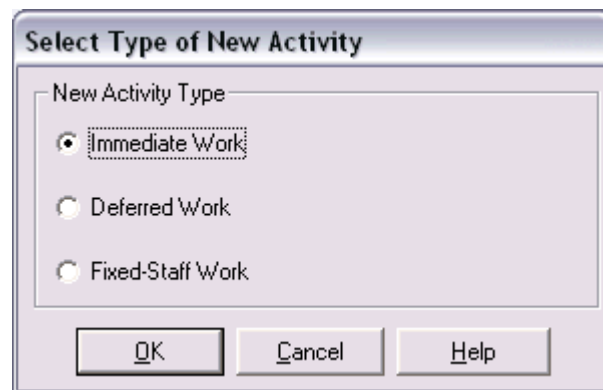 Select Type of New Activity
New Activity Type
Immediate Work
Deferred Work
Fixed-Staff Work
OK Cancel Help